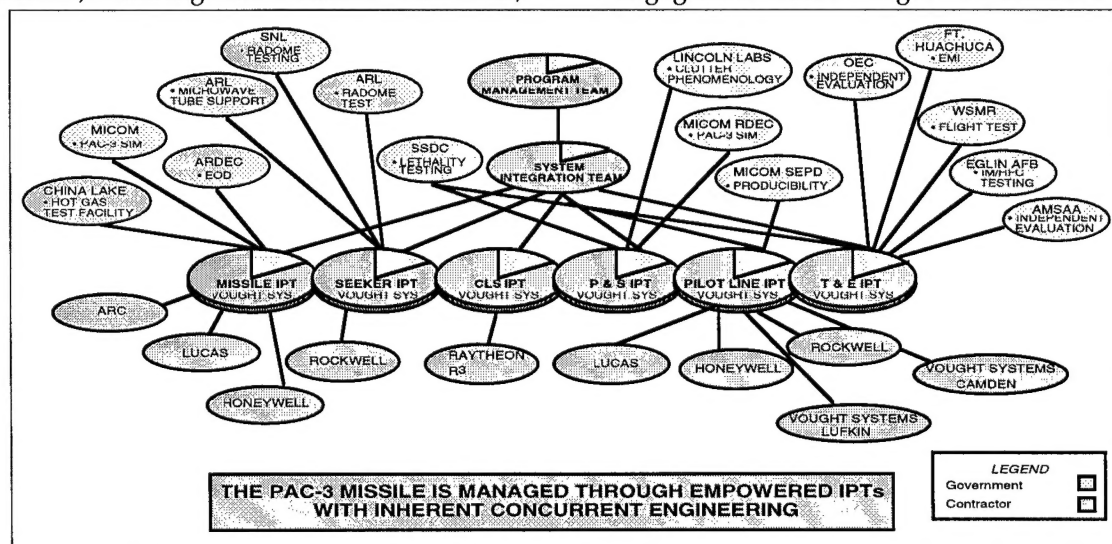 SNL
• RADOME
TESTING
ARL
• MICROWAVE
TUBE SUPPORT
ARL
• RADOME
TEST
MICOM
• PAC-3 SIM
ARDEC
• EOD
CHINA LAKE
• HOT GAS
TEST FACILITY
PROGRAM
MANAGEMENT TEAM
SYSTEM
INTEGRATION TEAM
SSDC
• LETHALITY
TESTING
LINCOLN LABS
• CLUTTER
PHENOMENOLOGY
MICOM RDEC
• PAC-3 SIM
MICOM SEPD
• PRODUCIBILITY
OEC
• INDEPENDENT
EVALUATION
FT.
HUACHUCA
• EMI
WSMR
• FLIGHT TEST
EGLIN AFB
• IM/HFC
TESTING
AMSAA
• INDEPENDENT
EVALUATION
MISSILE IPT
VOUGHT SYS
SEEKER IPT
VOUGHT SYS
CLS IPT
VOUGHT SYS
P & S IPT
VOUGHT SYS
PILOT LINE IPT
VOUGHT SYS
T & E IPT
VOUGHT SYS
ARC
LUCAS
HONEYWELL
ROCKWELL
RAYTHEON
R3
LUCAS
HONEYWELL
ROCKWELL
VOUGHT SYSTEMS
CAMDEN
VOUGHT SYSTEMS
LUFKIN
THE PAC-3 MISSILE IS MANAGED THROUGH EMPOWERED IPTs
WITH INHERENT CONCURRENT ENGINEERING
LEGEND
Government
Contractor